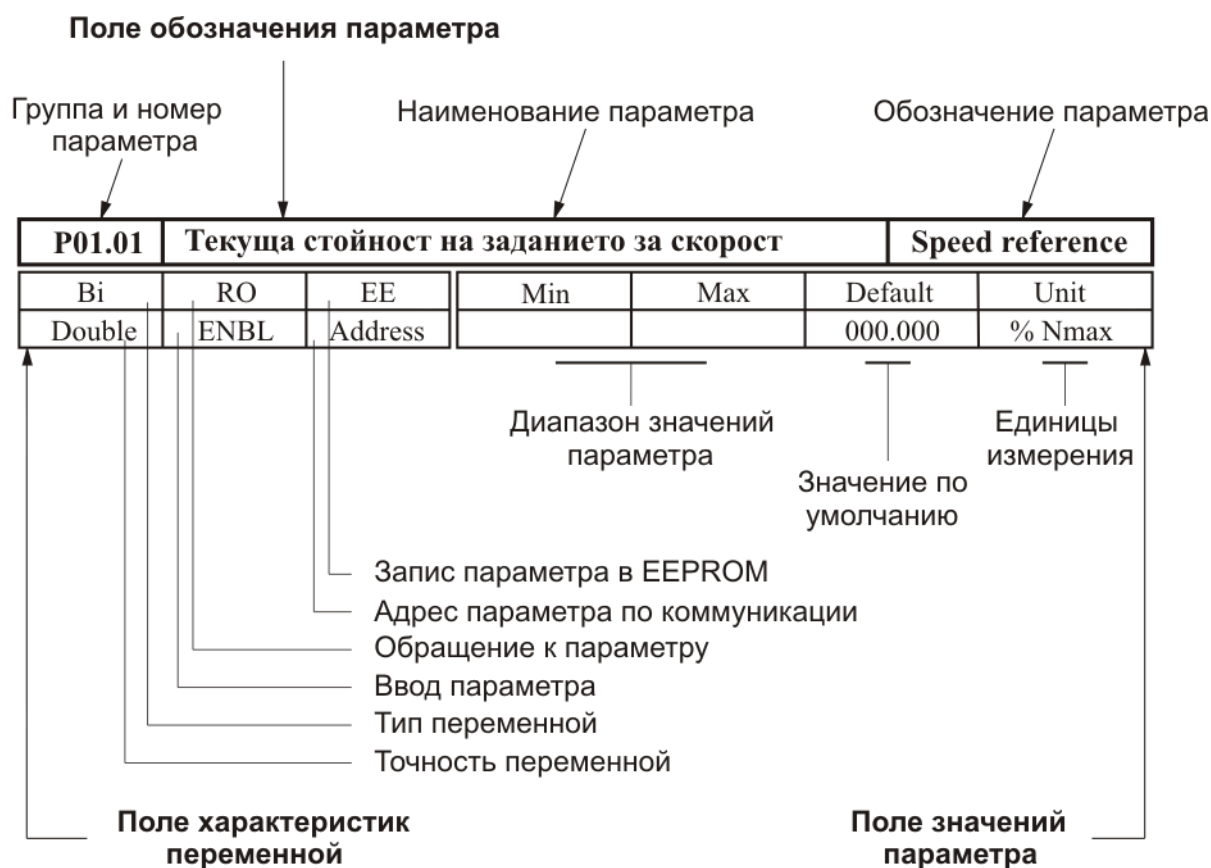 Поле обозначения параметра
Группа и номер
параметра
Наименование параметра
Обозначение параметра
P01.01 Текуща стойност на заданието за скорост Speed reference
Bi RO EE Min Max Default Unit
Double ENBL Address 000.000 % Nmax
Диапазон значений
параметра
Единицы
измерения
Значение по
умолчанию
Запис параметра в EEPROM
Адрес параметра по коммуникации
Обращение к параметру
Ввод параметра
Тип переменной
Точность переменной
Поле характеристик
переменной
Поле значений
параметра